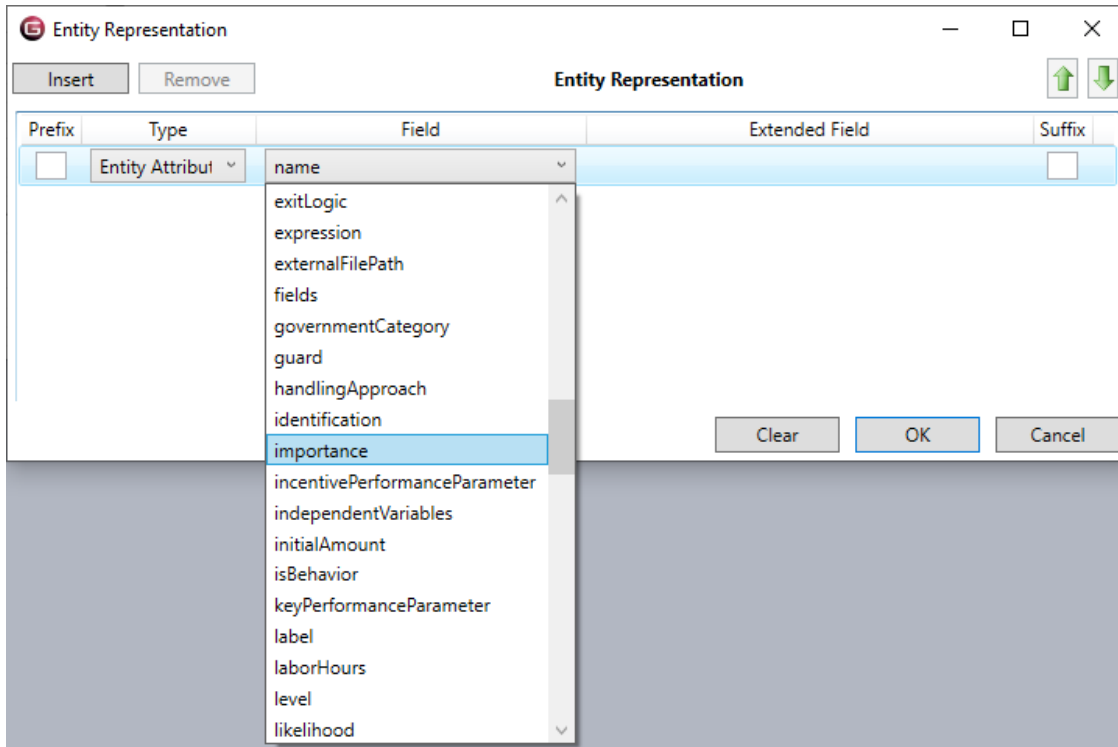 Entity Representation
Insert Remove Entity Representation
Prefix Type Field Extended Field Suffix
Entity Attribut name
exitLogic
expression
externalFilePath
fields
governmentCategory
guard
handlingApproach
identification
Clear OK Cancel
importance
incentivePerformanceParameter
independentVariables
initialAmount
isBehavior
keyPerformanceParameter
label
laborHours
level
likelihood